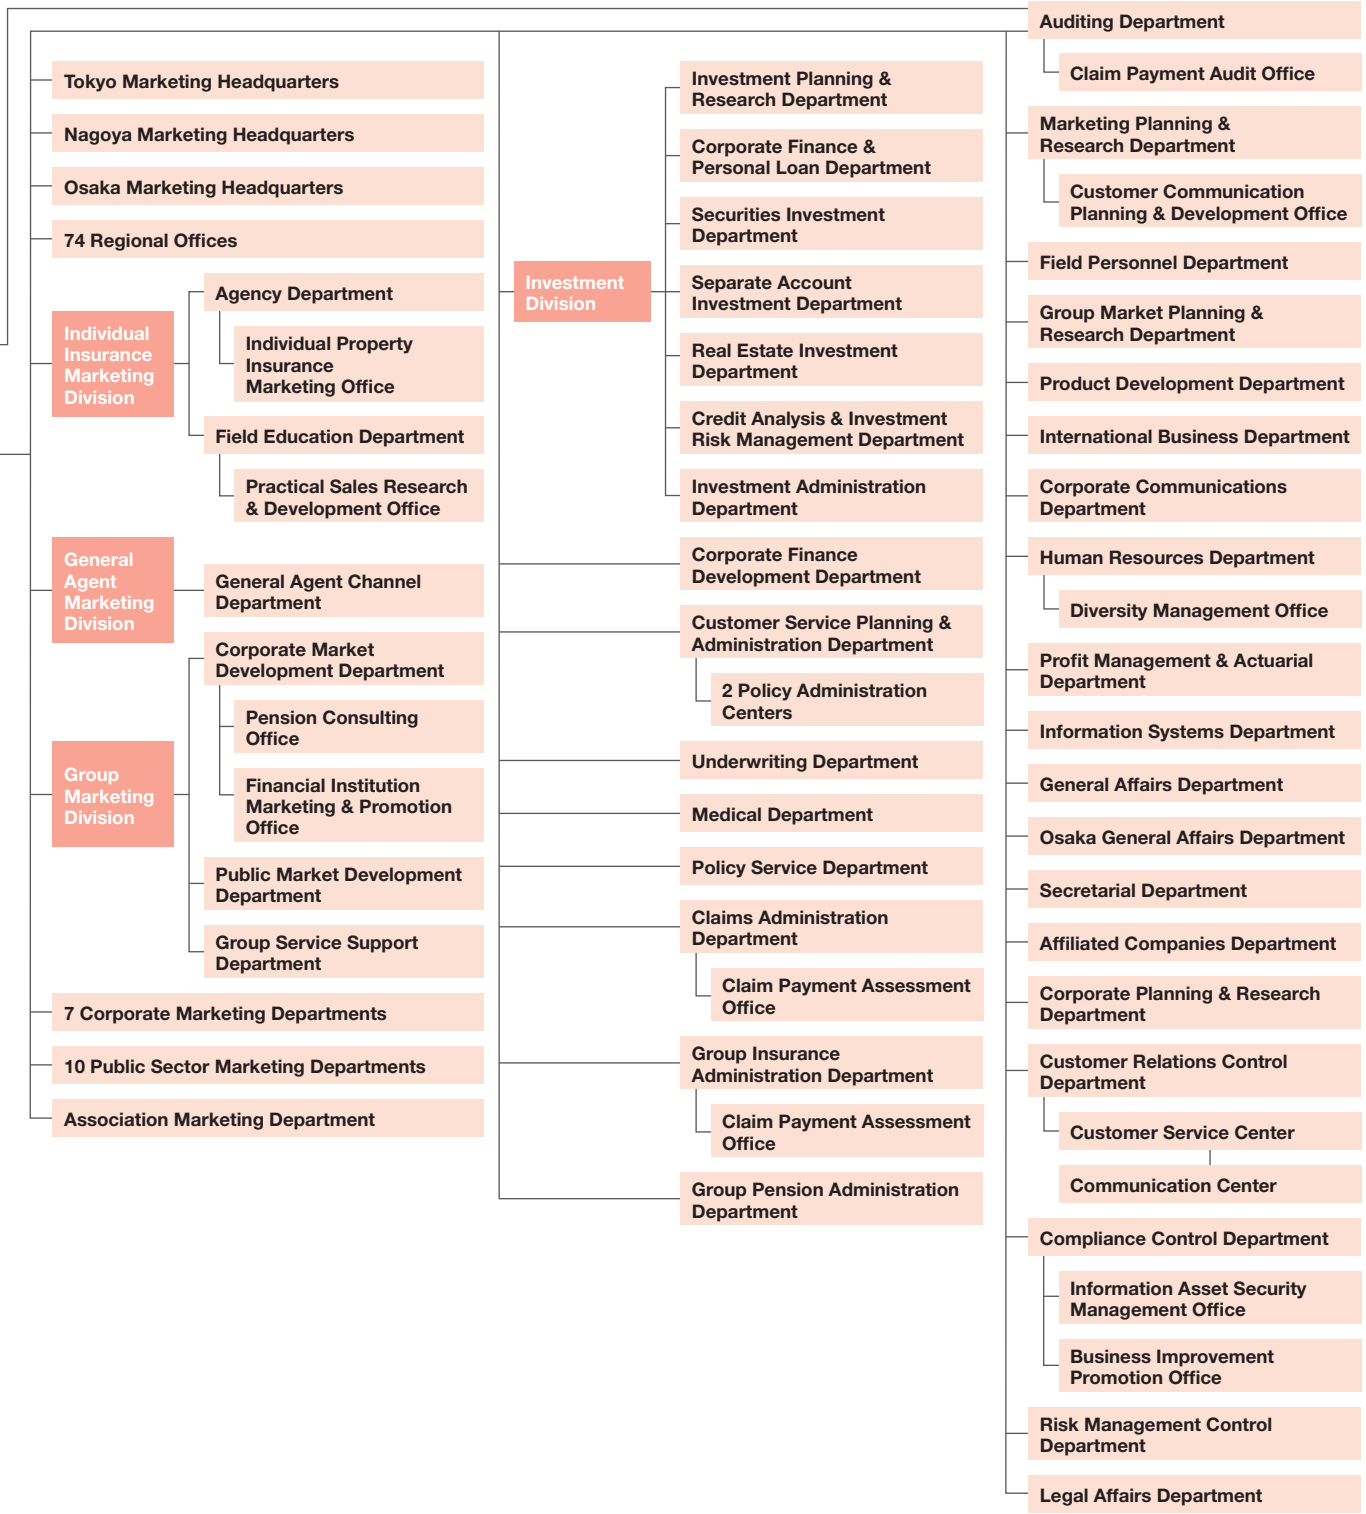 Tokyo Marketing Headquarters
Nagoya Marketing Headquarters
Osaka Marketing Headquarters
74 Regional Offices
Individual
Insurance
Marketing
Division
Agency Department
Individual Property
Insurance
Marketing Office
Field Education Department
Practical Sales Research
& Development Office
General
Agent
Marketing
Division
General Agent Channel
Department
Group
Marketing
Division
Corporate Market
Development Department
Pension Consulting
Office
Financial Institution
Marketing & Promotion
Office
Public Market Development
Department
Group Service Support
Department
7 Corporate Marketing Departments
10 Public Sector Marketing Departments
Association Marketing Department
Investment
Division
Investment Planning &
Research Department
Corporate Finance &
Personal Loan Department
Securities Investment
Department
Separate Account
Investment Department
Real Estate Investment
Department
Credit Analysis & Investment
Risk Management Department
Investment Administration
Department
Corporate Finance
Development Department
Customer Service Planning &
Administration Department
2 Policy Administration
Centers
Underwriting Department
Medical Department
Policy Service Department
Claims Administration
Department
Claim Payment Assessment
Office
Group Insurance
Administration Department
Claim Payment Assessment
Office
Group Pension Administration
Department
Auditing Department
Claim Payment Audit Office
Marketing Planning &
Research Department
Customer Communication
Planning & Development Office
Field Personnel Department
Group Market Planning &
Research Department
Product Development Department
International Business Department
Corporate Communications
Department
Human Resources Department
Diversity Management Office
Profit Management & Actuarial
Department
Information Systems Department
General Affairs Department
Osaka General Affairs Department
Secretarial Department
Affiliated Companies Department
Corporate Planning & Research
Department
Customer Relations Control
Department
Customer Service Center
Communication Center
Compliance Control Department
Information Asset Security
Management Office
Business Improvement
Promotion Office
Risk Management Control
Department
Legal Affairs Department